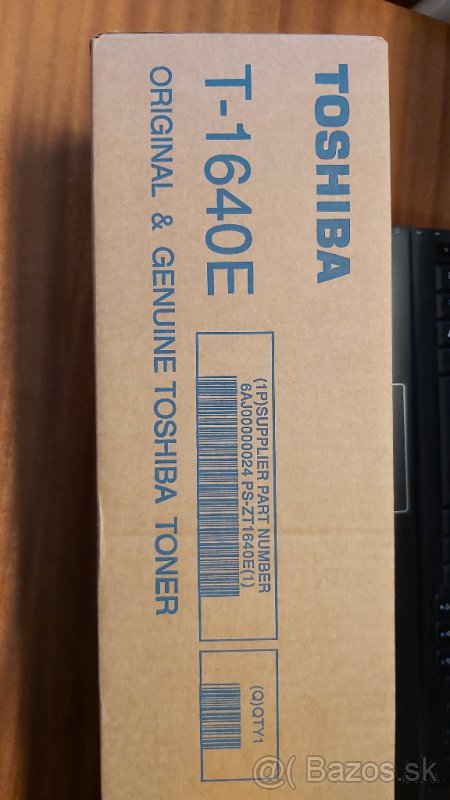 TOSHIBA
T-1640E
ORIGINAL & GENUINE TOSHIBA TONER
(1P)SUPPLIER PART NUMBER
6AJ00000024 PS-ZT1640E(1)
(Q)QTY1
@Bazos.sk